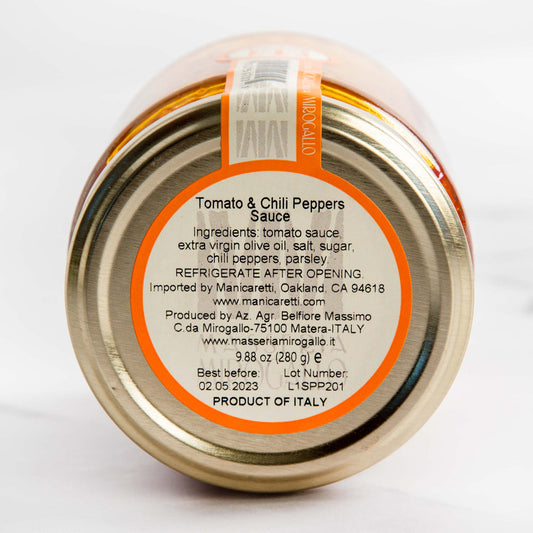 MIROGALLO
Tomato & Chili Peppers
Sauce
Ingredients: tomato sauce,
extra virgin olive oil, salt, sugar,
chili peppers, parsley.
REFRIGERATE AFTER OPENING.
Imported by Manicaretti, Oakland, CA 94618
www.manicaretti.com
Produced by Az. Agr. Belfiore Massimo
C.da Mirogallo-75100 Matera-ITALY
www.masseriamirogallo.it
9.88 oz (280 g) e
Best before: Lot Number:
02.05.2023 L1SPP201
PRODUCT OF ITALY